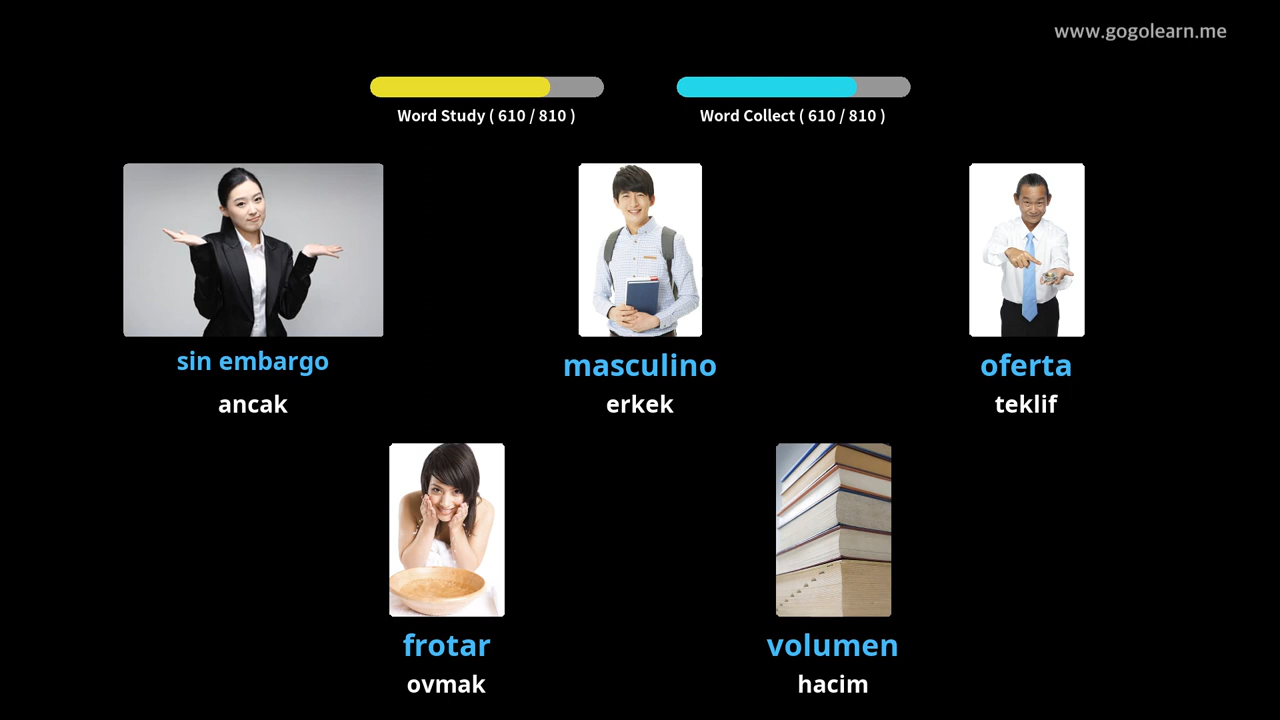 www.gogolearn.me
Word Study ( 610 / 810 )
Word Collect ( 610 / 810 )
sin embargo
ancak
masculino
erkek
oferta
teklif
frotar
ovmak
volumen
hacim